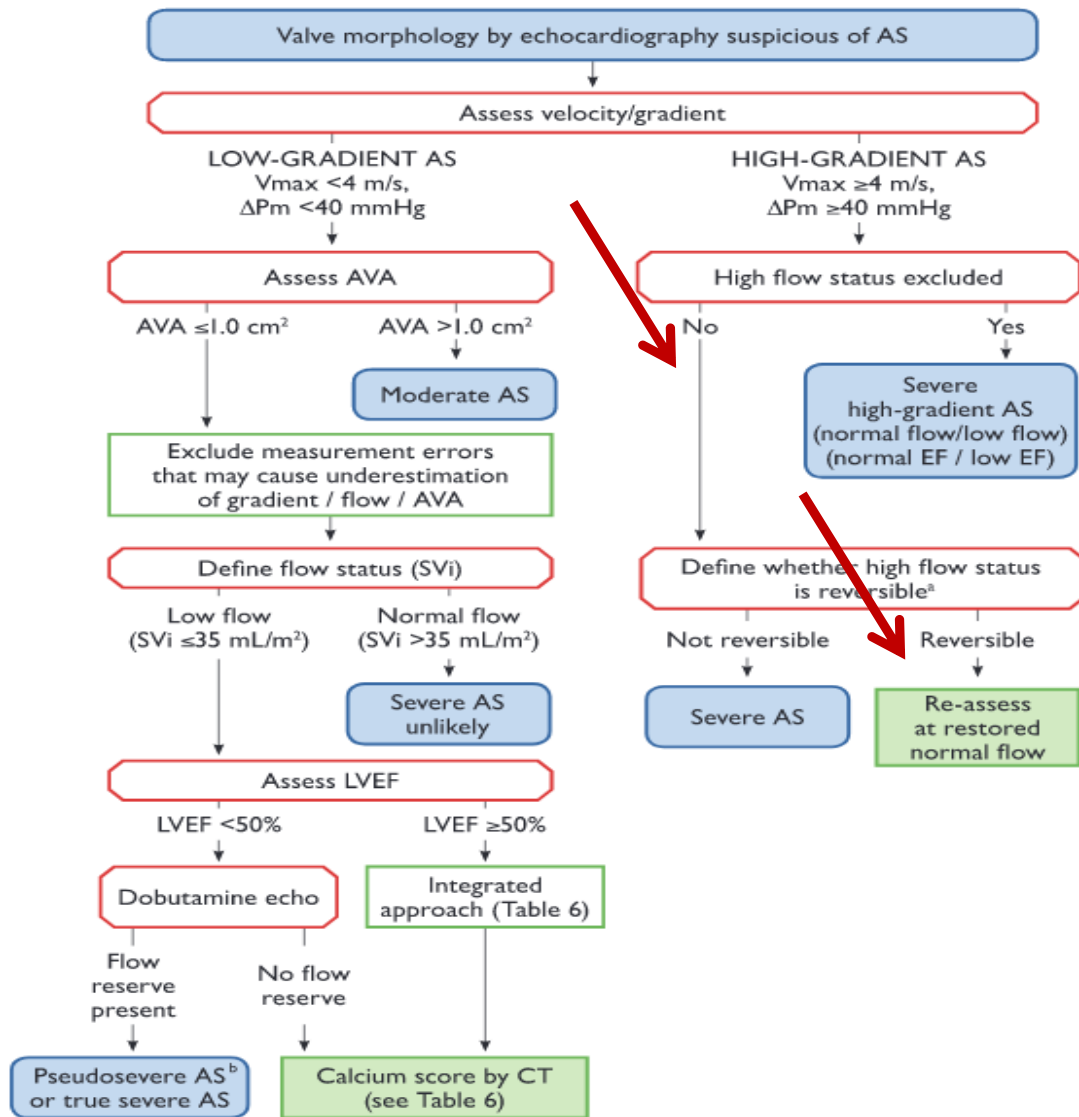 Valve morphology by echocardiography suspicious of AS
Assess velocity/gradient
LOW-GRADIENT AS
Vmax <4 m/s,
ΔPm <40 mmHg
HIGH-GRADIENT AS
Vmax ≥4 m/s,
ΔPm ≥40 mmHg
Assess AVA
High flow status excluded
AVA ≤1.0 cm²
AVA >1.0 cm²
No
Yes
Moderate AS
Severe
high-gradient AS
(normal flow/low flow)
(normal EF / low EF)
Exclude measurement errors
that may cause underestimation
of gradient / flow / AVA
Define flow status (SVi)
Define whether high flow status
is reversibleᵃ
Low flow
(SVi ≤35 mL/m²)
Normal flow
(SVi >35 mL/m²)
Not reversible
Reversible
Severe AS
unlikely
Severe AS
Re-assess
at restored
normal flow
Assess LVEF
LVEF <50%
LVEF ≥50%
Dobutamine echo
Integrated
approach (Table 6)
Flow
reserve
present
No flow
reserve
Pseudosevere ASᵇ
or true severe AS
Calcium score by CT
(see Table 6)